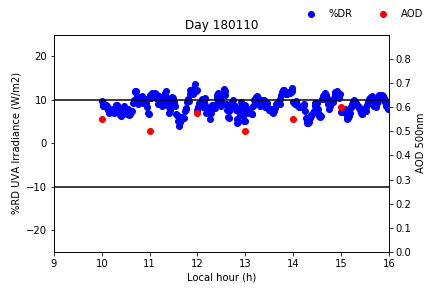 %DR AOD
Day 180110
%RD UVA Irradiance (W/m2)
20
10
0
−10
−20
0.8
0.7
0.6
0.5
0.4
0.3
0.2
0.1
0.0
AOD 500nm
9 10 11 12 13 14 15 16
Local hour (h)